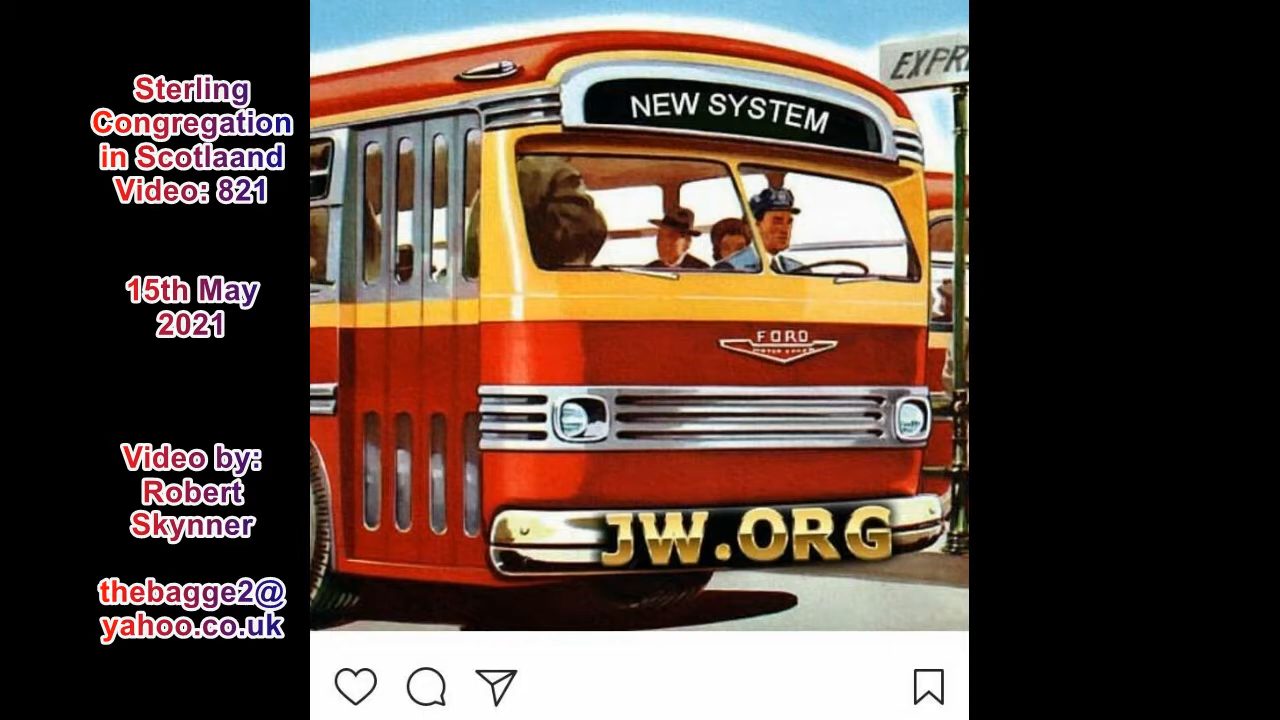 Sterling
Congregation
in Scotlaand
Video: 821
15th May
2021
Video by:
Robert
Skynner
thebagge2@
yahoo.co.uk
EXPR
NEW SYSTEM
FORD
JW.ORG